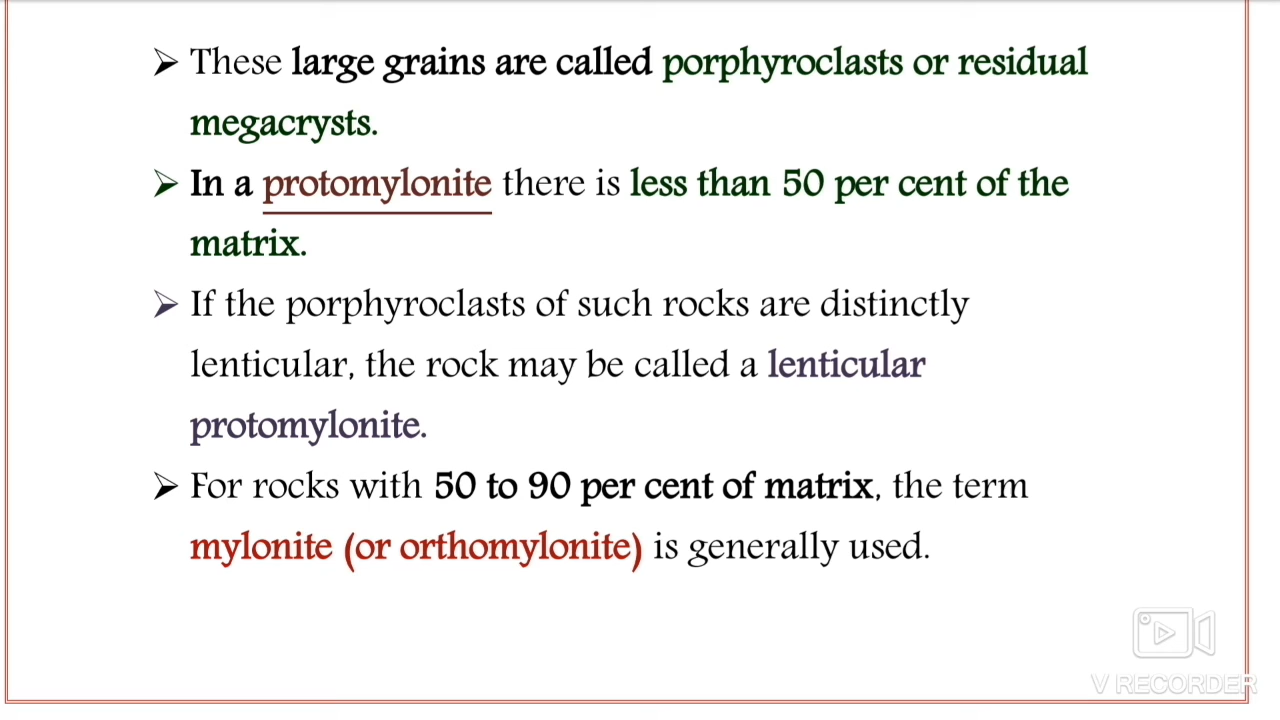 ➢ These large grains are called porphyroclasts or residual
megacrysts.
➢ In a protomylonite there is less than 50 per cent of the
matrix.
➢ If the porphyroclasts of such rocks are distinctly
lenticular, the rock may be called a lenticular
protomylonite.
➢ For rocks with 50 to 90 per cent of matrix, the term
mylonite (or orthomylonite) is generally used.
V RECORDER